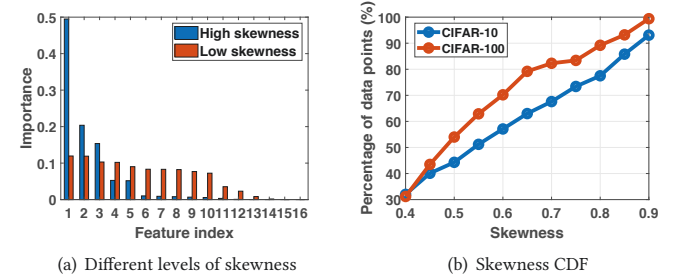 0.5
0.4
0.3
0.2
0.1
0
Importance
High skewness
Low skewness
1 2 3 4 5 6 7 8 9 10 11 12 13 14 15 16
Feature index
(a) Different levels of skewness
100
90
80
70
60
50
40
30
Percentage of data points (%)
CIFAR-10
CIFAR-100
0.4 0.5 0.6 0.7 0.8 0.9
Skewness
(b) Skewness CDF